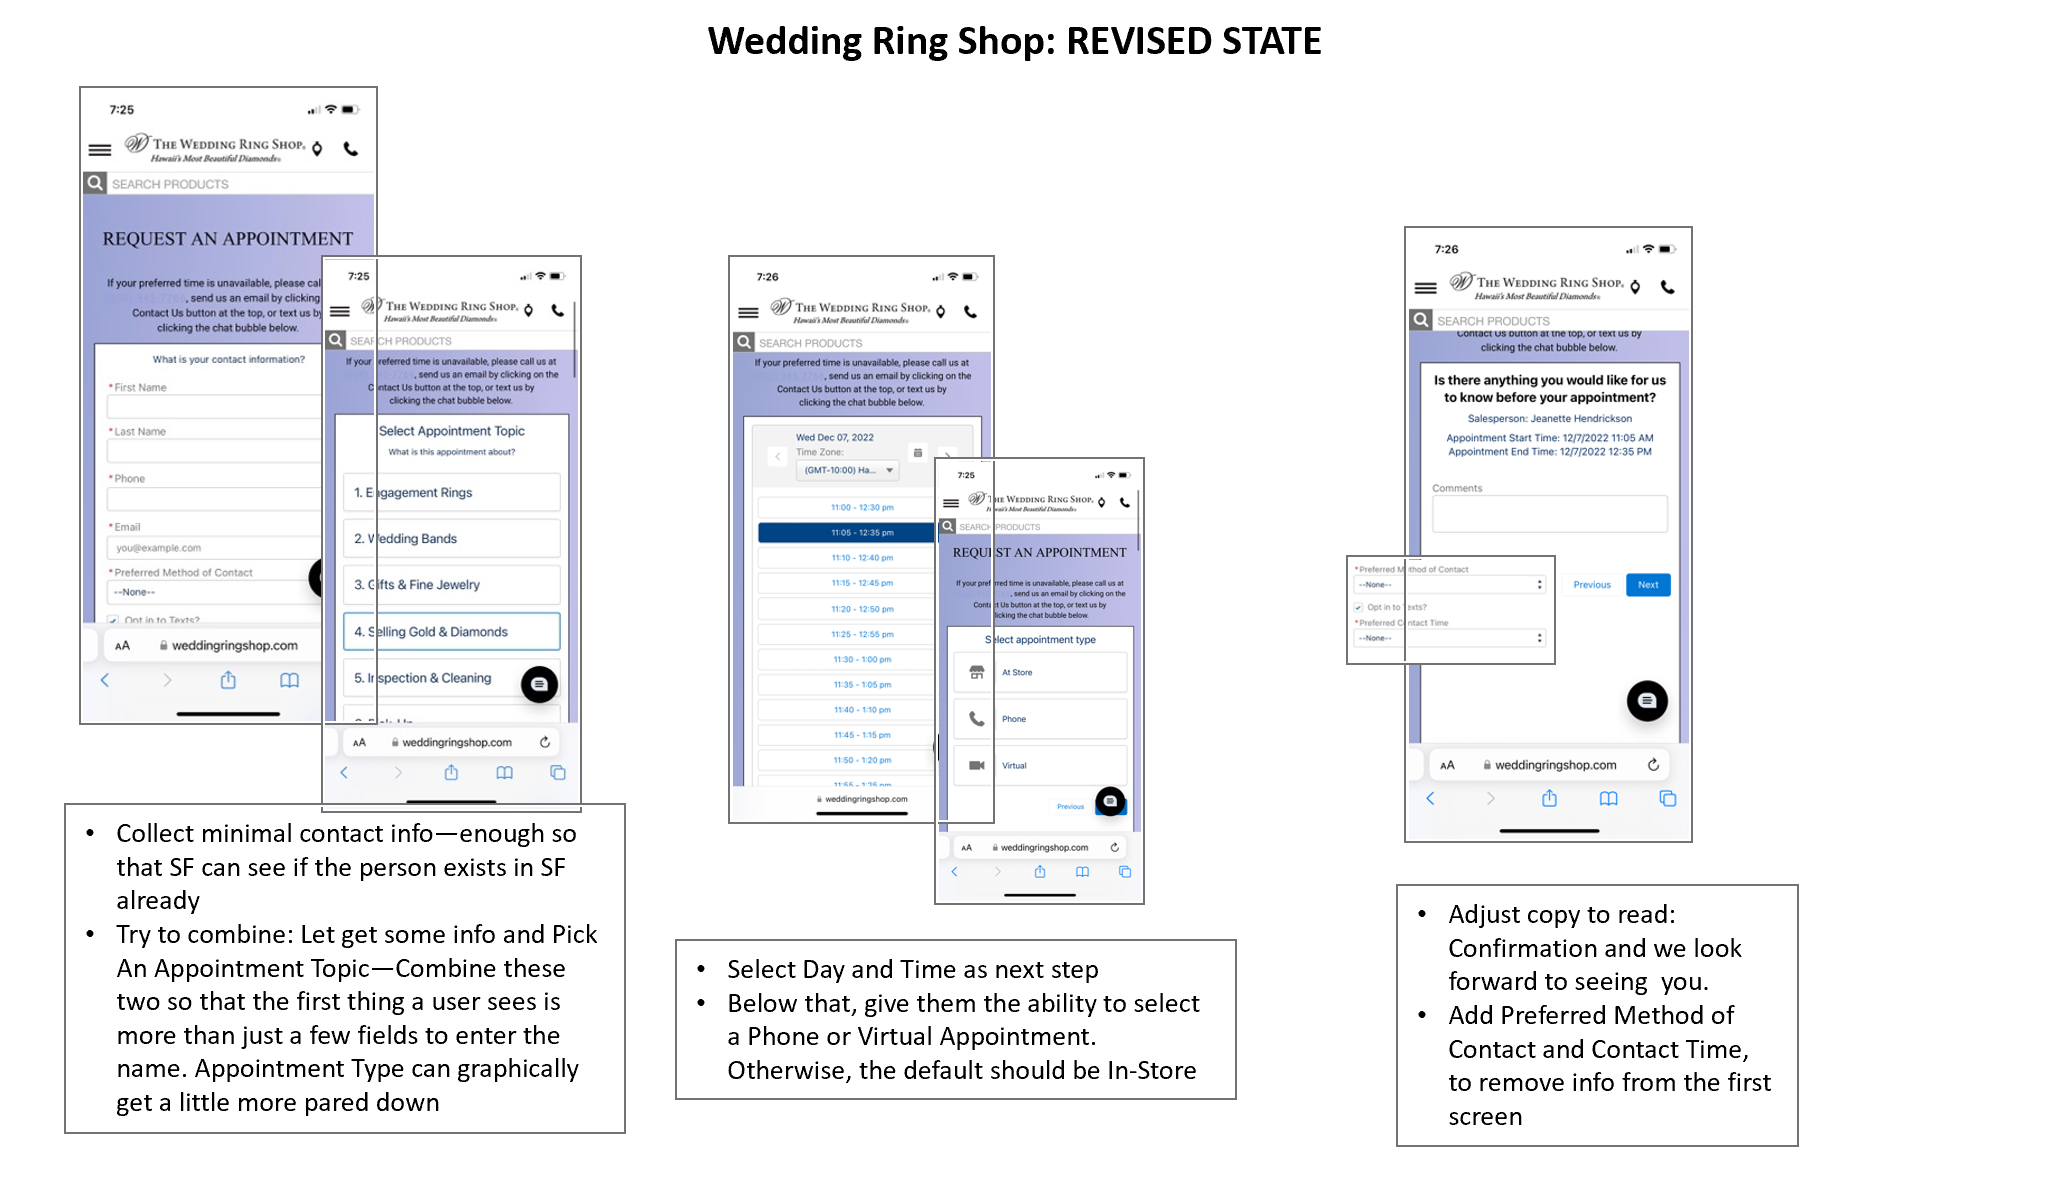 Wedding Ring Shop: REVISED STATE
7:25
THE WEDDING RING SHOP.
Hawaii's Most Beautiful Diamonds®
SEARCH PRODUCTS
REQUEST AN APPOINTMENT
If your preferred time is unavailable, please cal
, send us an email by clicking
Contact Us button at the top, or text us by
clicking the chat bubble below.
What is your contact information?
*First Name
*Last Name
*Phone
*Email
you@example.com
*Preferred Method of Contact
--None--
Opt in to Texts?
AA weddingringshop.com
7:25
THE WEDDING RING SHOP.
Hawaii's Most Beautiful Diamonds®
SEARCH PRODUCTS
If your preferred time is unavailable, please call us at
, send us an email by clicking on the
Contact Us button at the top, or text us by
clicking the chat bubble below.
Select Appointment Topic
What is this appointment about?
1. Engagement Rings
2. Wedding Bands
3. Gifts & Fine Jewelry
4. Selling Gold & Diamonds
5. Inspection & Cleaning
AA weddingringshop.com
• Collect minimal contact info—enough so
that SF can see if the person exists in SF
already
• Try to combine: Let get some info and Pick
An Appointment Topic—Combine these
two so that the first thing a user sees is
more than just a few fields to enter the
name. Appointment Type can graphically
get a little more pared down
7:26
THE WEDDING RING SHOP.
Hawaii's Most Beautiful Diamonds®
SEARCH PRODUCTS
If your preferred time is unavailable, please call us at
, send us an email by clicking on the
Contact Us button at the top, or text us by
clicking the chat bubble below.
Wed Dec 07, 2022
Time Zone:
(GMT-10:00) Ha...
11:00 - 12:30 pm
11:05 - 12:35 pm
11:10 - 12:40 pm
11:15 - 12:45 pm
11:20 - 12:50 pm
11:25 - 12:55 pm
11:30 - 1:00 pm
11:35 - 1:05 pm
11:40 - 1:10 pm
11:45 - 1:15 pm
11:50 - 1:20 pm
11:55 - 1:25 pm
weddingringshop.com
7:25
THE WEDDING RING SHOP.
Hawaii's Most Beautiful Diamonds®
SEARCH PRODUCTS
REQUEST AN APPOINTMENT
If your preferred time is unavailable, please call us at
, send us an email by clicking on the
Contact Us button at the top, or text us by
clicking the chat bubble below.
Select appointment type
At Store
Phone
Virtual
Previous
AA weddingringshop.com
• Select Day and Time as next step
• Below that, give them the ability to select
a Phone or Virtual Appointment.
Otherwise, the default should be In-Store
7:26
THE WEDDING RING SHOP.
Hawaii's Most Beautiful Diamonds®
SEARCH PRODUCTS
Contact Us button at the top, or text us by
clicking the chat bubble below.
Is there anything you would like for us
to know before your appointment?
Salesperson: Jeanette Hendrickson
Appointment Start Time: 12/7/2022 11:05 AM
Appointment End Time: 12/7/2022 12:35 PM
Comments
*Preferred Method of Contact
--None--
Opt in to Texts?
*Preferred Contact Time
--None--
Previous Next
AA weddingringshop.com
• Adjust copy to read:
Confirmation and we look
forward to seeing  you.
• Add Preferred Method of
Contact and Contact Time,
to remove info from the first
screen